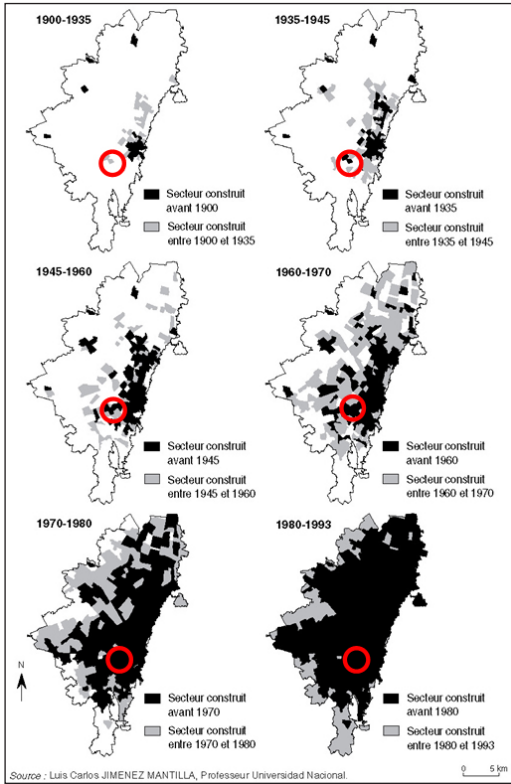 1900-1935
Secteur construit
avant 1900
Secteur construit
entre 1900 et 1935
1935-1945
Secteur construit
avant 1935
Secteur construit
entre 1935 et 1945
1945-1960
Secteur construit
avant 1945
Secteur construit
entre 1945 et 1960
1960-1970
Secteur construit
avant 1960
Secteur construit
entre 1960 et 1970
1970-1980
Secteur construit
avant 1970
Secteur construit
entre 1970 et 1980
1980-1993
Secteur construit
avant 1980
Secteur construit
entre 1980 et 1993
N
0 5 km
Source : Luis Carlos JIMENEZ MANTILLA, Professeur Universidad Nacional.